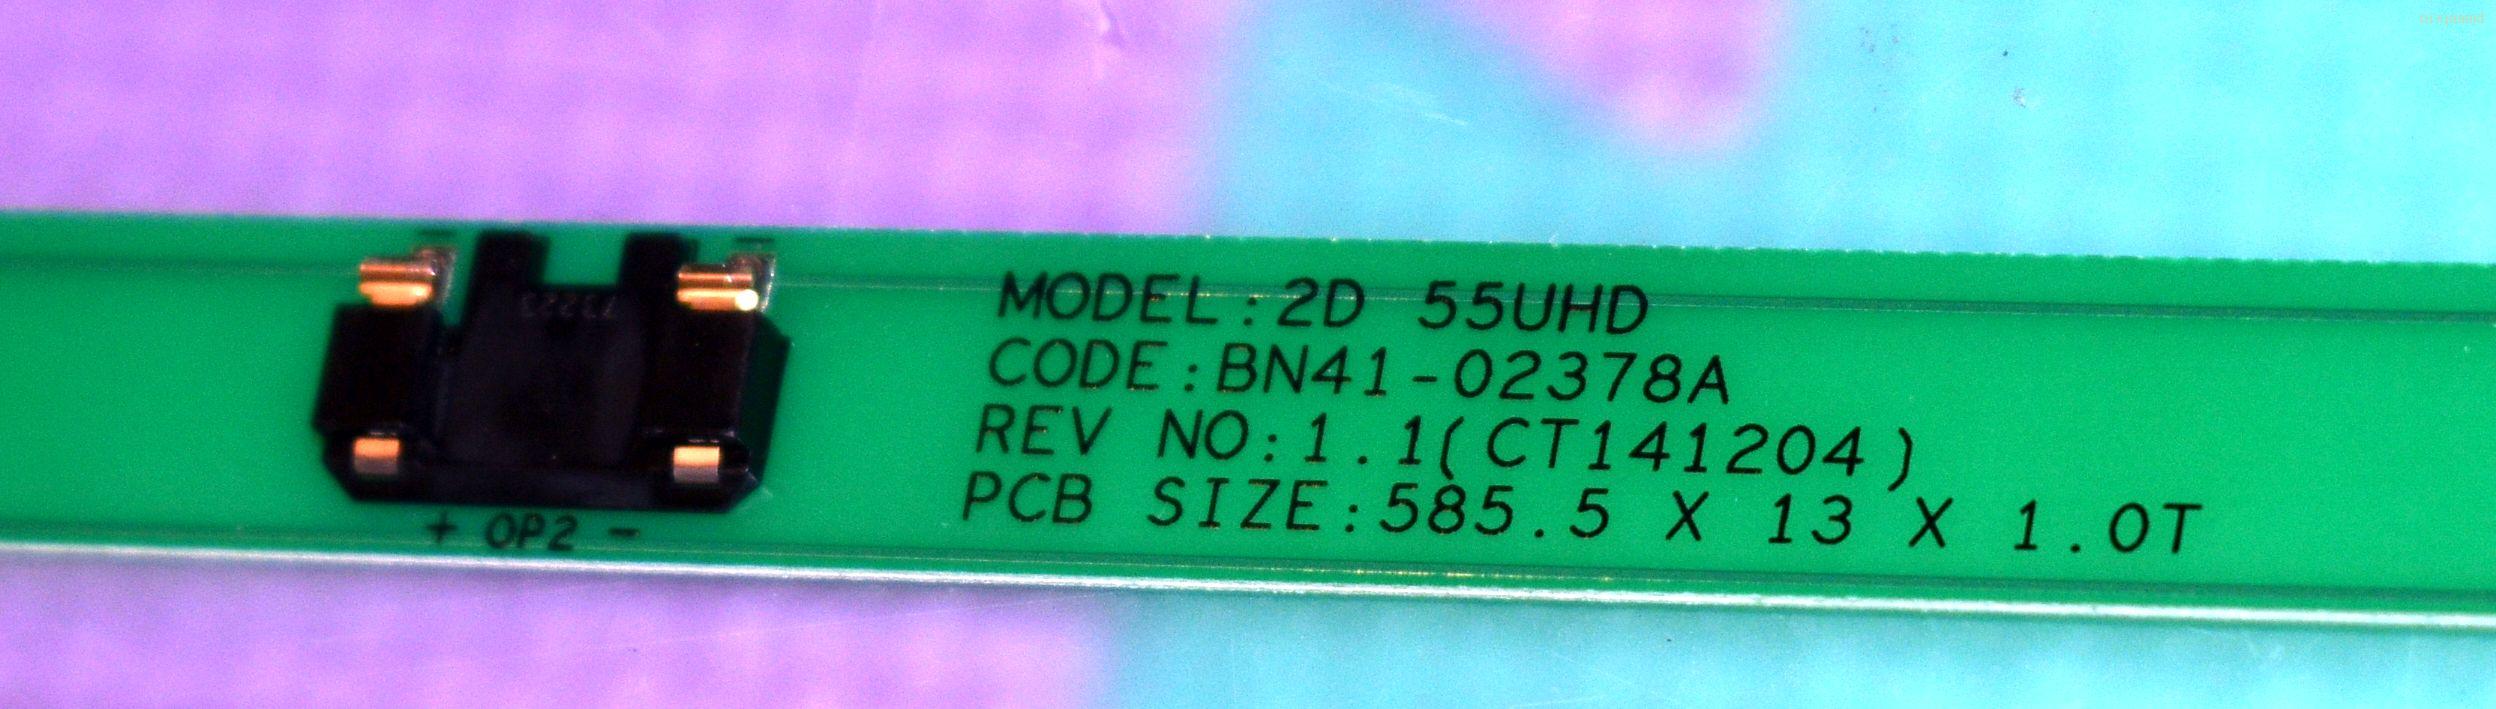 MODEL:2D 55UHD
CODE:BN41-02378A
REV NO:1.1(CT141204)
PCB SIZE:585.5 X 13 X 1.0T
+ OP2 -
73223